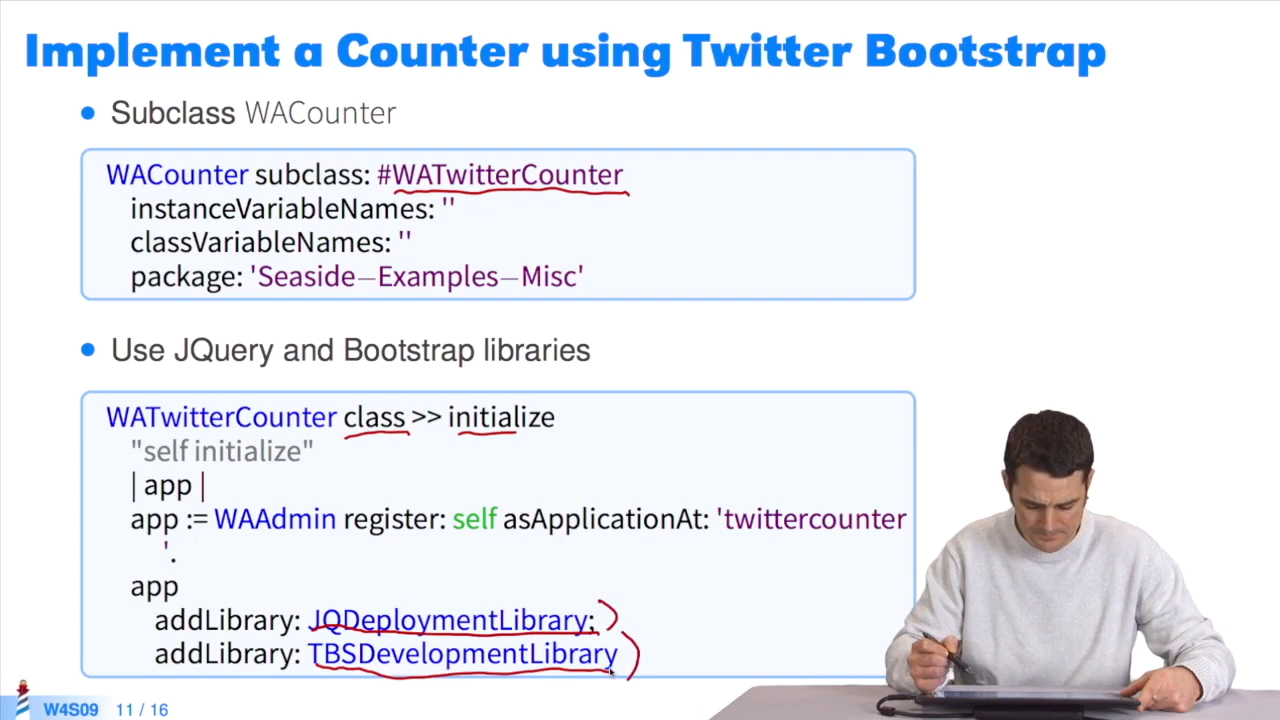 Implement a Counter using Twitter Bootstrap
Subclass WACounter
WACounter subclass: #WATwitterCounter
instanceVariableNames: ''
classVariableNames: ''
package: 'Seaside–Examples–Misc'
Use JQuery and Bootstrap libraries
WATwitterCounter class >> initialize
"self initialize"
| app |
app := WAAdmin register: self asApplicationAt: 'twittercounter
'.
app
addLibrary: JQDeploymentLibrary;
addLibrary: TBSDevelopmentLibrary
W4S09 11 / 16